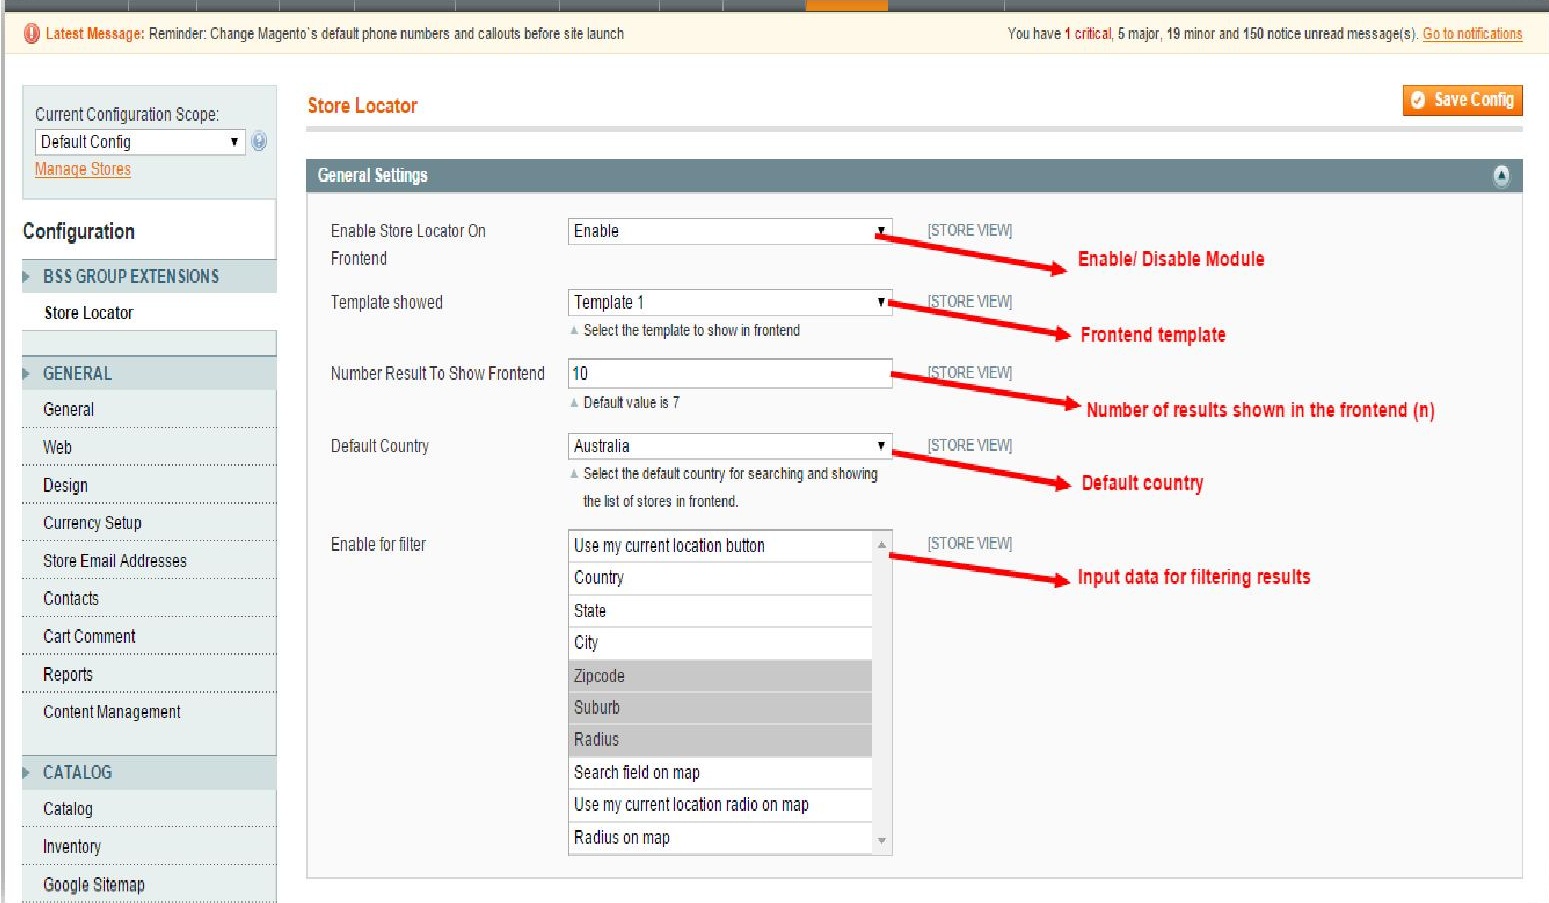 Latest Message: Reminder: Change Magento`s default phone numbers and callouts before site launch
You have 1 critical, 5 major, 19 minor and 150 notice unread message(s). Go to notifications
Current Configuration Scope:
Default Config
Manage Stores
Configuration
BSS GROUP EXTENSIONS
Store Locator
GENERAL
General
Web
Design
Currency Setup
Store Email Addresses
Contacts
Cart Comment
Reports
Content Management
CATALOG
Catalog
Inventory
Google Sitemap
Store Locator
Save Config
General Settings
Enable Store Locator On
Frontend
Enable
[STORE VIEW]
Enable/ Disable Module
Template showed
Template 1
[STORE VIEW]
Select the template to show in frontend
Frontend template
Number Result To Show Frontend
10
[STORE VIEW]
Default value is 7
Number of results shown in the frontend (n)
Default Country
Australia
[STORE VIEW]
Select the default country for searching and showing
the list of stores in frontend.
Default country
Enable for filter
Use my current location button
[STORE VIEW]
Input data for filtering results
Country
State
City
Zipcode
Suburb
Radius
Search field on map
Use my current location radio on map
Radius on map